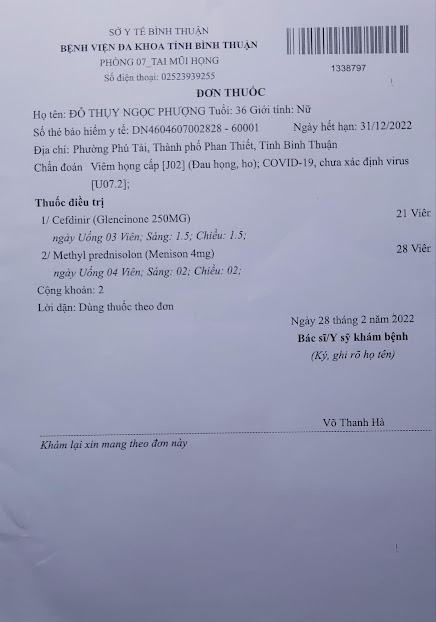 SỞ Y TẾ BÌNH THUẬN
BỆNH VIỆN ĐA KHOA TỈNH BÌNH THUẬN
PHÒNG 07_TAI MŨI HỌNG
Số điện thoại: 02523939255
1338797
ĐƠN THUỐC
Họ tên: ĐỖ THỤY NGỌC PHƯỢNG Tuổi: 36 Giới tính: Nữ
Số thẻ bảo hiểm y tế: DN4604607002828 - 60001 Ngày hết hạn: 31/12/2022
Địa chỉ: Phường Phú Tài, Thành phố Phan Thiết, Tỉnh Bình Thuận
Chẩn đoán Viêm họng cấp [J02] (Đau họng, ho); COVID-19, chưa xác định virus
[U07.2];
Thuốc điều trị
1/ Cefdinir (Glencinone 250MG) 21 Viên
ngày Uống 03 Viên; Sáng: 1.5; Chiều: 1.5;
2/ Methyl prednisolon (Menison 4mg) 28 Viên
ngày Uống 04 Viên; Sáng: 02; Chiều: 02;
Cộng khoản: 2
Lời dặn: Dùng thuốc theo đơn
Ngày 28 tháng 2 năm 2022
Bác sĩ/Y sỹ khám bệnh
(Ký, ghi rõ họ tên)
Võ Thanh Hà
Khám lại xin mang theo đơn này